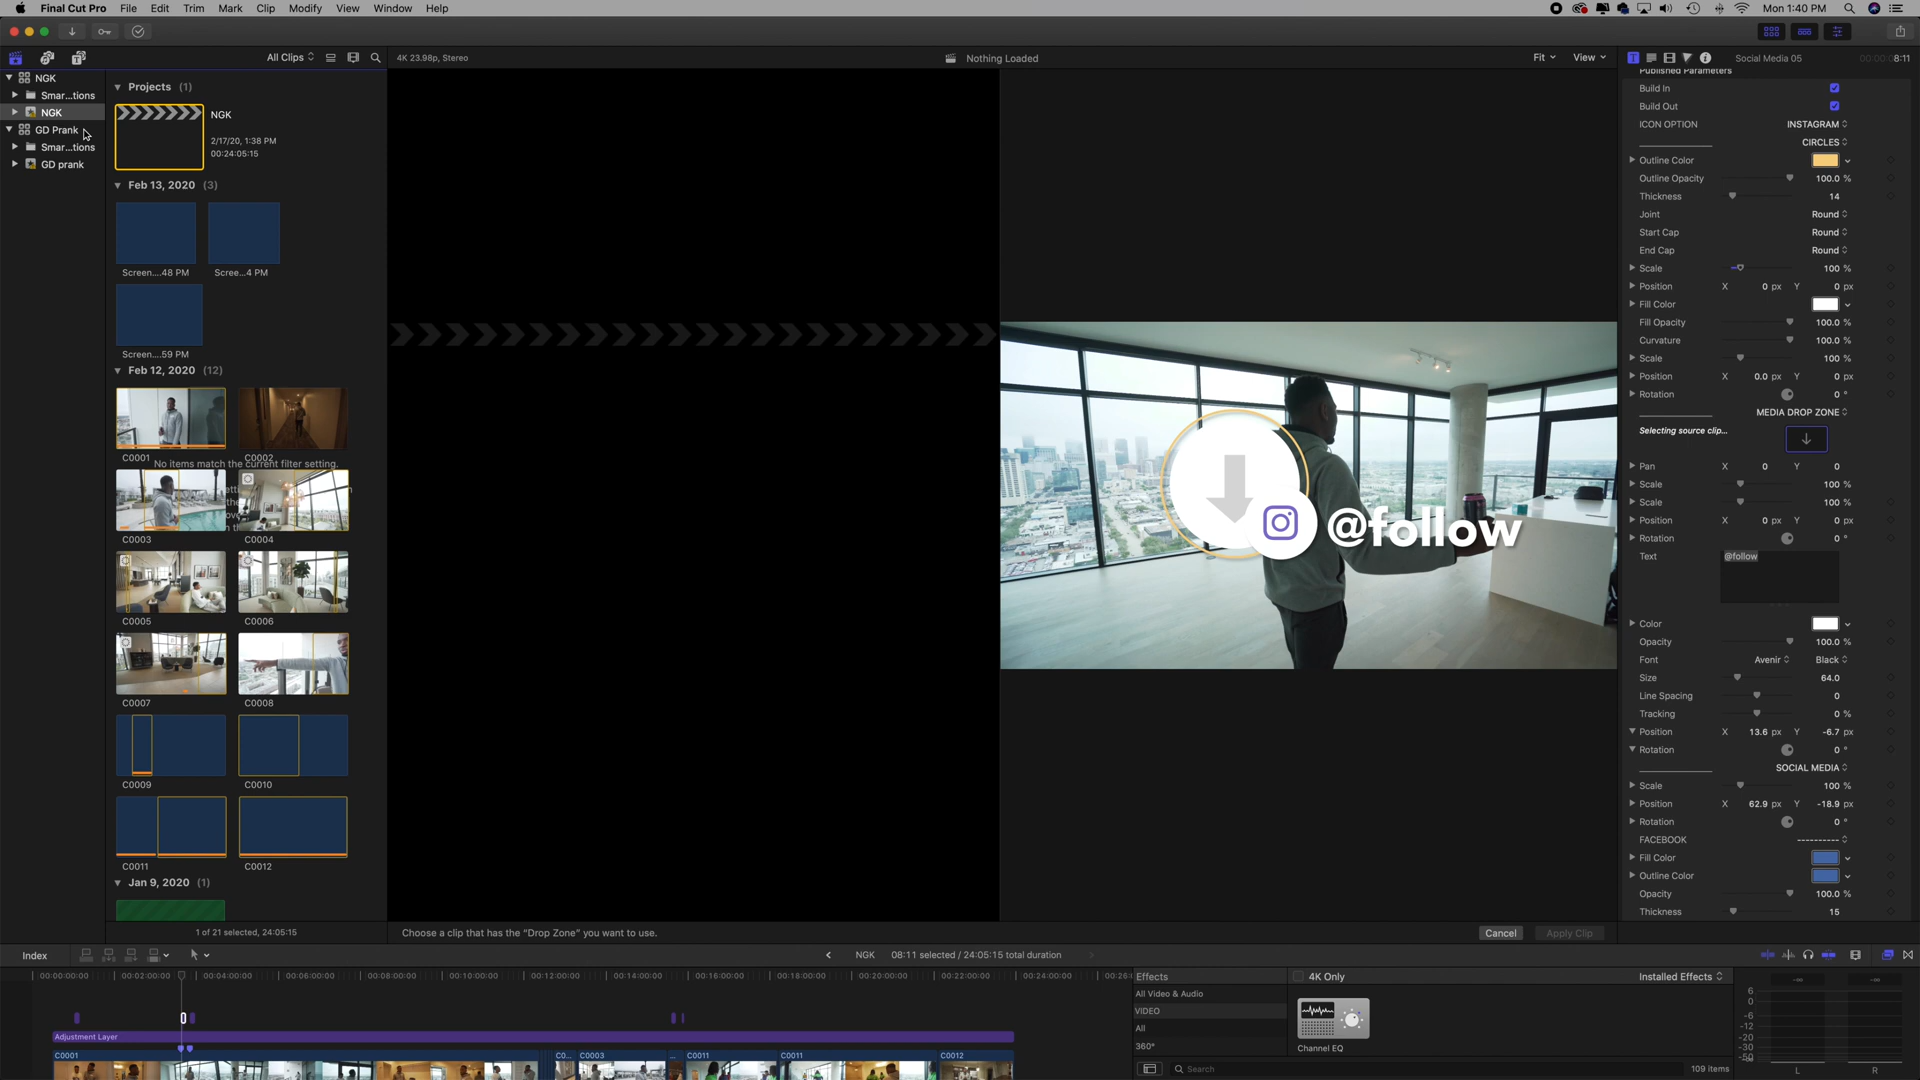 Final Cut Pro File Edit Trim Mark Clip Modify View Window Help
Mon 1:40 PM
All Clips
4K 23.98p, Stereo
Nothing Loaded
Fit View
Social Media 05
8:11
NGK
Smar...tions
NGK
GD Prank
Smar...tions
GD prank
Projects (1)
NGK
2/17/20, 1:38 PM
00:24:05:15
Feb 13, 2020 (3)
Screen....48 PM Scree...4 PM
Screen....59 PM
Feb 12, 2020 (12)
C0001 C0002
No items match the current filter setting.
C0003 C0004
C0005 C0006
C0007 C0008
C0009 C0010
C0011 C0012
Jan 9, 2020 (1)
1 of 21 selected, 24:05:15
@follow
Choose a clip that has the "Drop Zone" you want to use.
Cancel Apply Clip
Published Parameters
Build In
Build Out
ICON OPTION INSTAGRAM
CIRCLES
Outline Color
Outline Opacity 100.0 %
Thickness 14
Joint Round
Start Cap Round
End Cap Round
Scale 100 %
Position X 0 px Y 0 px
Fill Color
Fill Opacity 100.0 %
Curvature 100.0 %
Scale 100 %
Position X 0.0 px Y 0 px
Rotation 0 °
MEDIA DROP ZONE
Selecting source clip...
Pan X 0 Y 0
Scale 100 %
Scale 100 %
Position X 0 px Y 0 px
Rotation 0 °
Text @follow
Color
Opacity 100.0 %
Font Avenir Black
Size 64.0
Line Spacing 0
Tracking 0 %
Position X 13.6 px Y -6.7 px
Rotation 0 °
SOCIAL MEDIA
Scale 100 %
Position X 62.9 px Y -18.9 px
Rotation 0 °
FACEBOOK ----------
Fill Color
Outline Color
Opacity 100.0 %
Thickness 15
Index
NGK 08:11 selected / 24:05:15 total duration
00:00:00:00 00:02:00:00 00:04:00:00 00:06:00:00 00:08:00:00 00:10:00:00 00:12:00:00 00:14:00:00 00:16:00:00 00:18:00:00 00:20:00:00 00:22:00:00 00:24:00:00 00:26:
Adjustment Layer
C0001 C0... C0003 ... C0011 C0011 C0012
Effects
4K Only
Installed Effects
All Video & Audio
VIDEO
All
360°
Channel EQ
Search
109 items
6
0
-6
-12
-20
-30
-50
L R